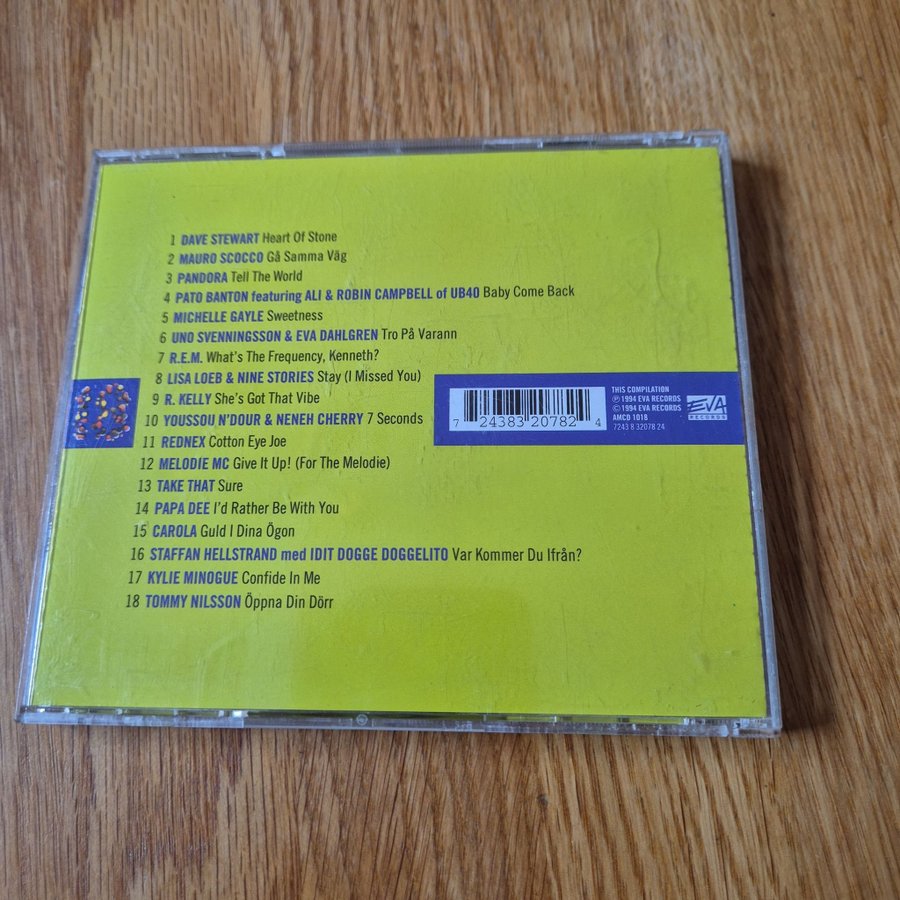 1 DAVE STEWART Heart Of Stone
2 MAURO SCOCCO Gå Samma Väg
3 PANDORA Tell The World
4 PATO BANTON featuring ALI & ROBIN CAMPBELL of UB40 Baby Come Back
5 MICHELLE GAYLE Sweetness
6 UNO SVENNINGSSON & EVA DAHLGREN Tro På Varann
7 R.E.M. What's The Frequency, Kenneth?
8 LISA LOEB & NINE STORIES Stay (I Missed You)
9 R. KELLY She's Got That Vibe
10 YOUSSOU N'DOUR & NENEH CHERRY 7 Seconds
11 REDNEX Cotton Eye Joe
12 MELODIE MC Give It Up! (For The Melodie)
13 TAKE THAT Sure
14 PAPA DEE I'd Rather Be With You
15 CAROLA Guld I Dina Ögon
16 STAFFAN HELLSTRAND med IDIT DOGGE DOGGELITO Var Kommer Du Ifrån?
17 KYLIE MINOGUE Confide In Me
18 TOMMY NILSSON Öppna Din Dörr
7 24383 20782 4
THIS COMPILATION
℗ 1994 EVA RECORDS
© 1994 EVA RECORDS
AMCD 1018
7243 8 32078 24
EVA
RECORDS